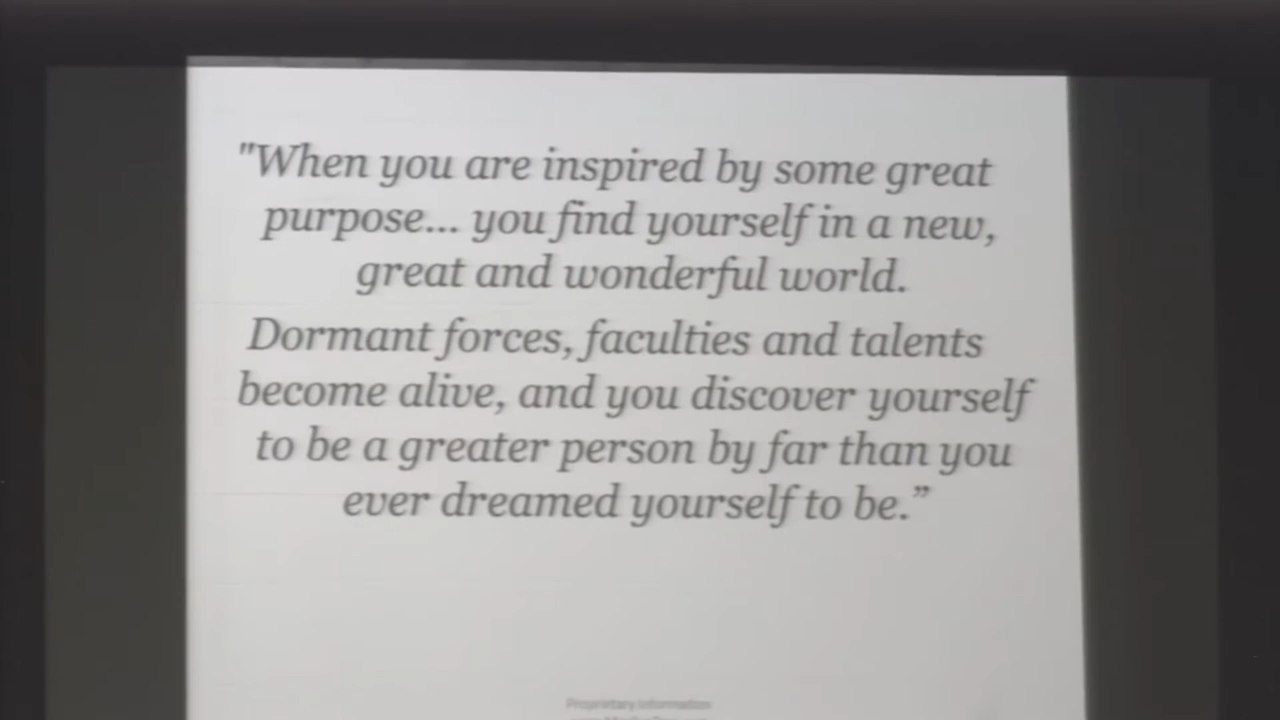 "When you are inspired by some great
purpose... you find yourself in a new,
great and wonderful world.
Dormant forces, faculties and talents
become alive, and you discover yourself
to be a greater person by far than you
ever dreamed yourself to be.”
Proprietary information